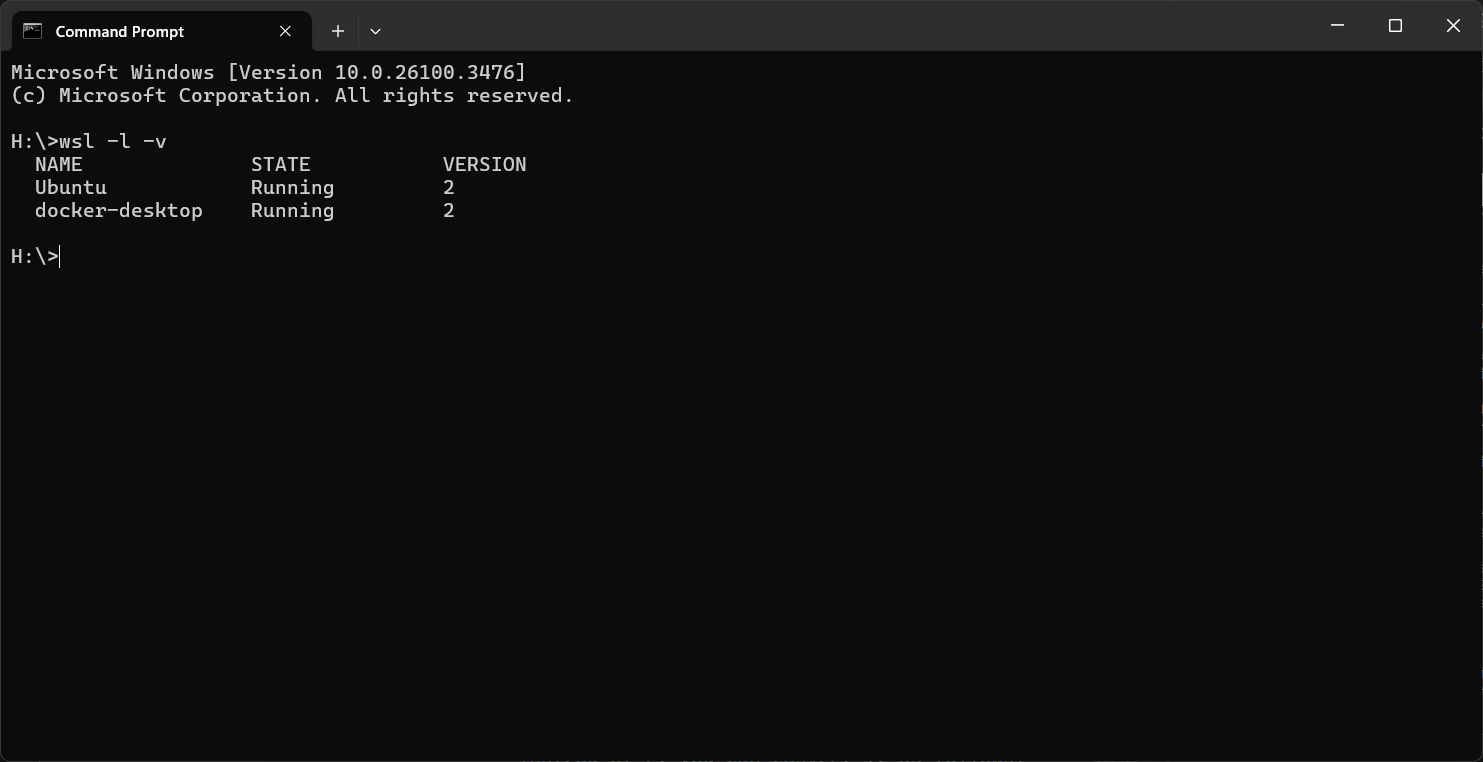 Command Prompt
Microsoft Windows [Version 10.0.26100.3476]
(c) Microsoft Corporation. All rights reserved.
H:\>wsl -l -v
  NAME              STATE           VERSION
  Ubuntu            Running         2
  docker-desktop    Running         2
H:\>